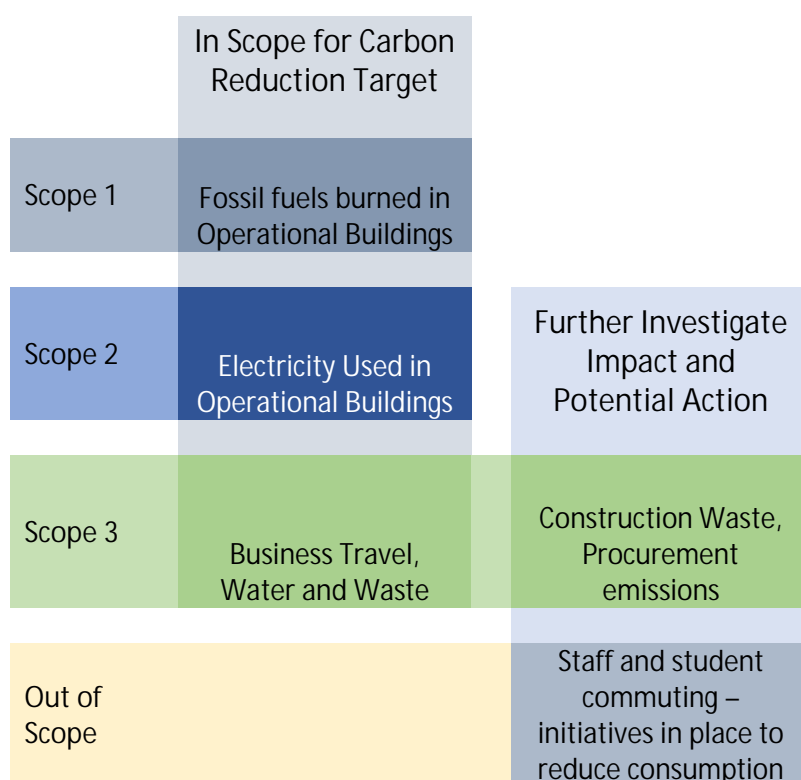 In Scope for Carbon
Reduction Target
Scope 1
Fossil fuels burned in
Operational Buildings
Scope 2
Electricity Used in
Operational Buildings
Further Investigate
Impact and
Potential Action
Scope 3
Business Travel,
Water and Waste
Construction Waste,
Procurement
emissions
Out of
Scope
Staff and student
commuting –
initiatives in place to
reduce consumption